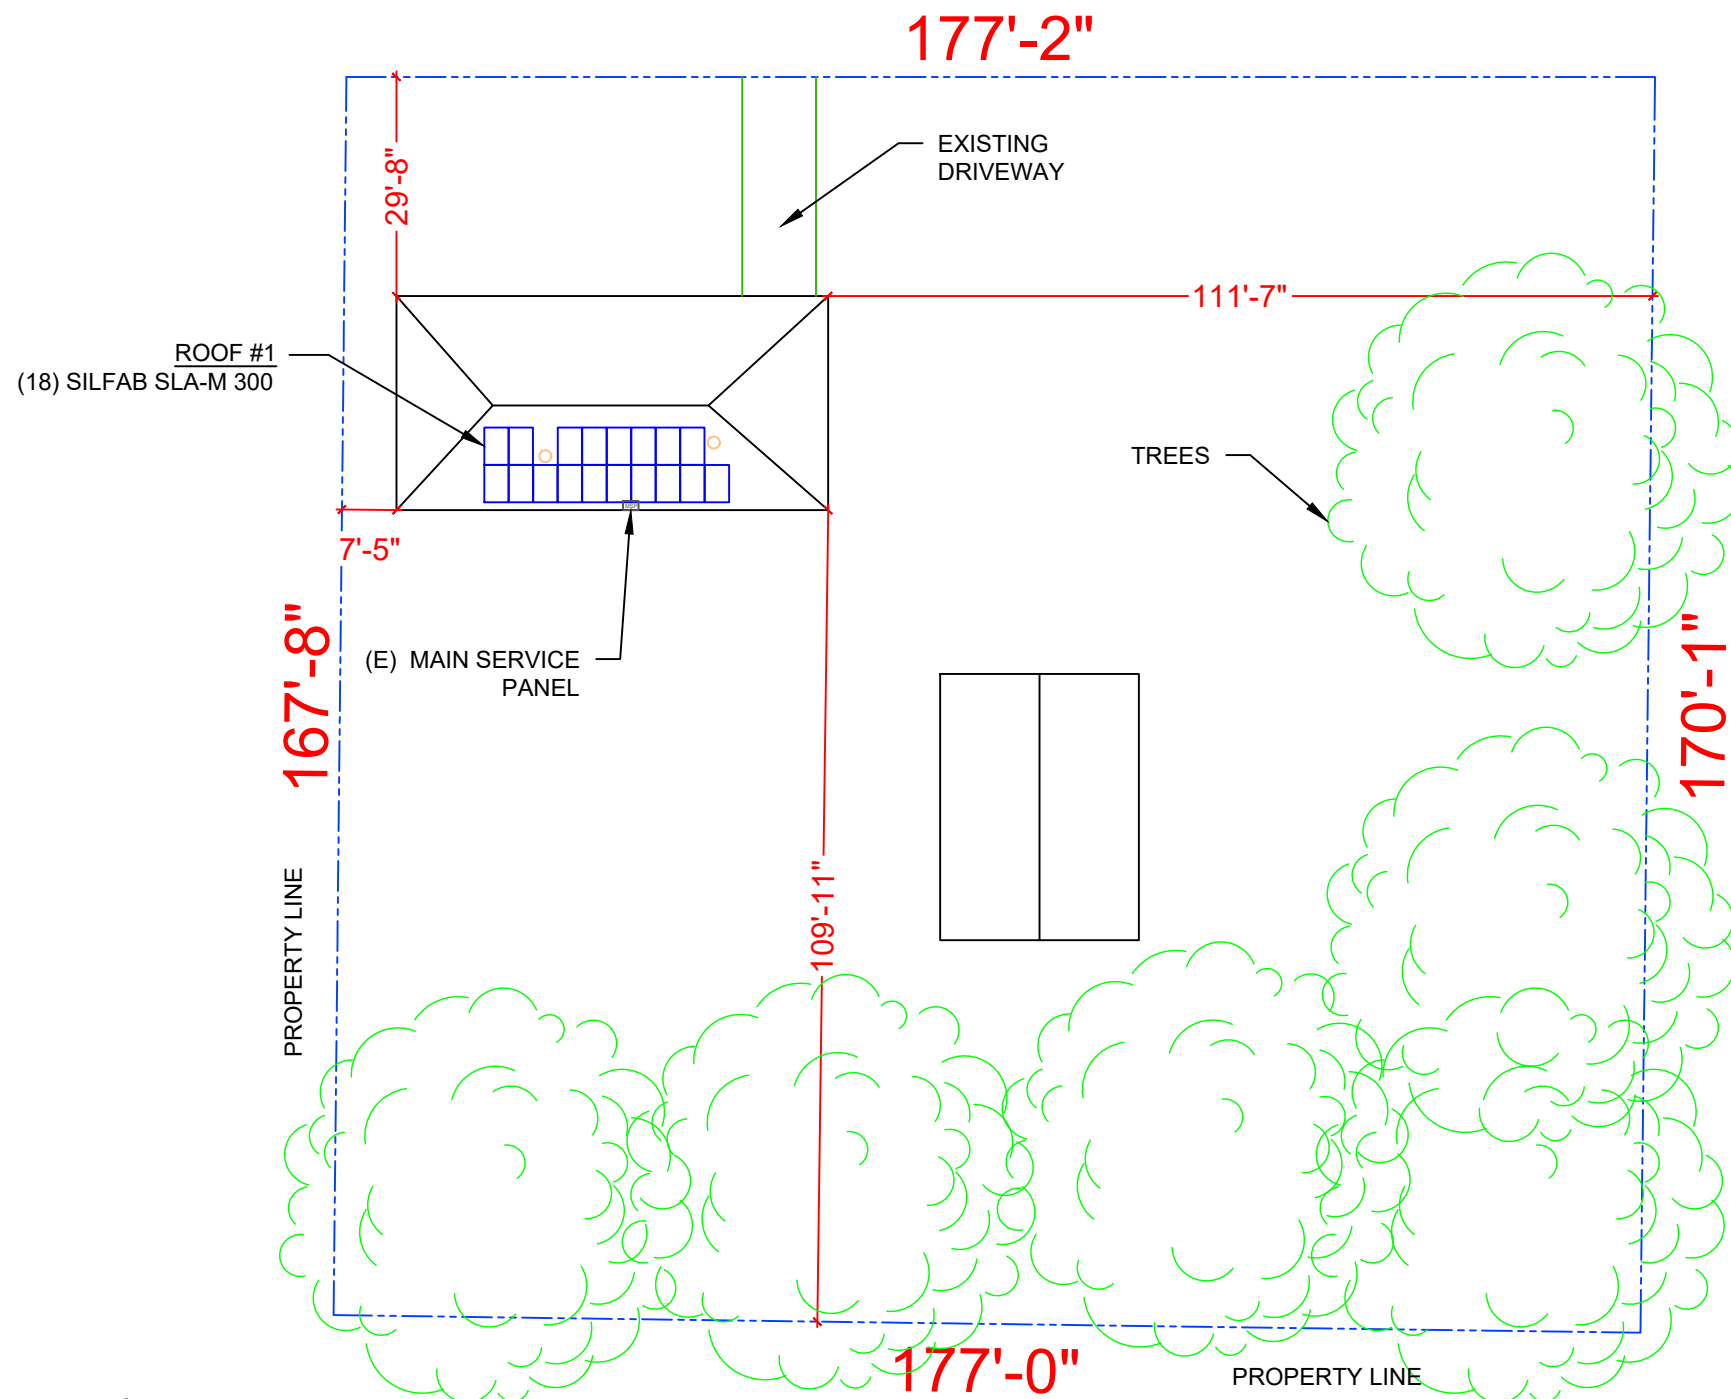 177'-2"
29'-8"
EXISTING
DRIVEWAY
111'-7"
ROOF #1
(18) SILFAB SLA-M 300
TREES
MSP
7'-5"
167'-8"
(E) MAIN SERVICE
PANEL
170'-1"
109'-11"
PROPERTY LINE
177'-0"
PROPERTY LINE